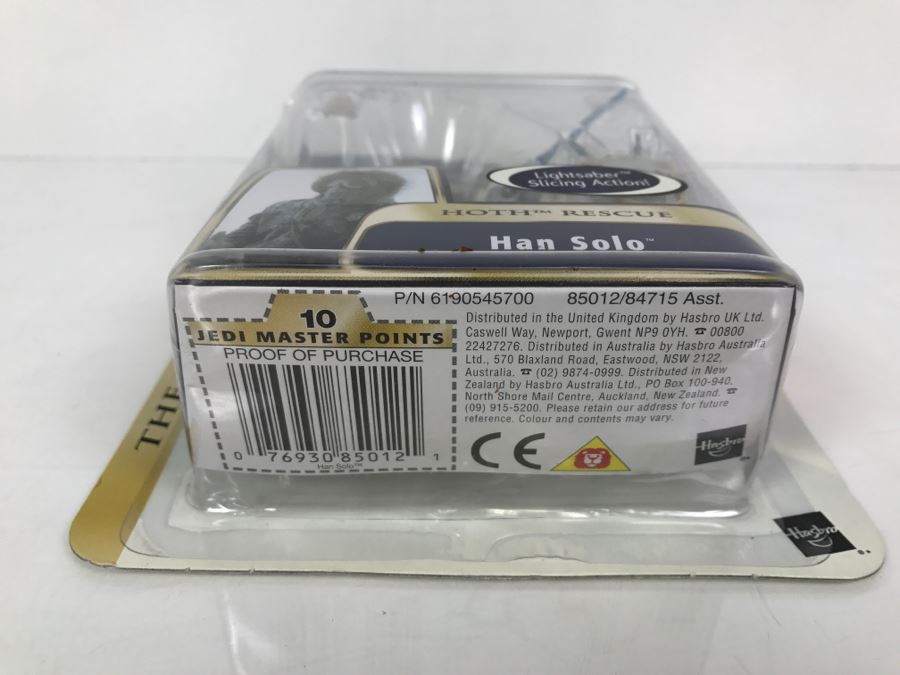 Lightsaber™
Slicing Action!
HOTH™ RESCUE
Han Solo™
P/N 6190545700 85012/84715 Asst.
10
JEDI MASTER POINTS
PROOF OF PURCHASE
0 76930 85012 1
Han Solo™
Distributed in the United Kingdom by Hasbro UK Ltd.
Caswell Way, Newport, Gwent NP9 0YH. ☎ 00800
22427276. Distributed in Australia by Hasbro Australia
Ltd., 570 Blaxland Road, Eastwood, NSW 2122,
Australia. ☎ (02) 9874-0999. Distributed in New
Zealand by Hasbro Australia Ltd., PO Box 100-940,
North Shore Mail Centre, Auckland, New Zealand. ☎
(09) 915-5200. Please retain our address for future
reference. Colour and contents may vary.
CE
Hasbro
Hasbro
THE